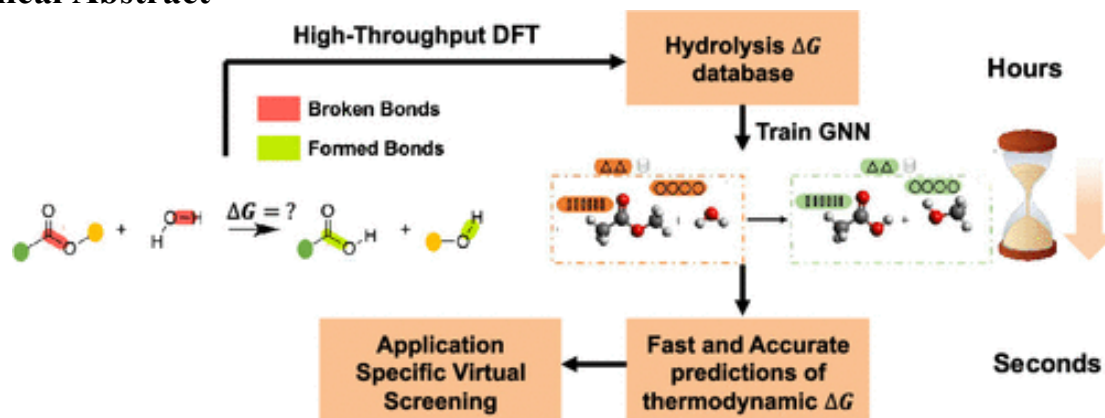 High-Throughput DFT
Hydrolysis ΔG
database
Hours
Broken Bonds
Formed Bonds
Train GNN
O
O
+
O
H
H
ΔG = ?
O
O
H
+
O
H
+
+
Application
Specific Virtual
Screening
Fast and Accurate
predictions of
thermodynamic ΔG
Seconds